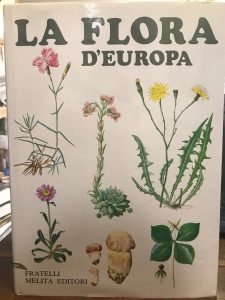 LA FLORA
D'EUROPA
FRATELLI
MELITA EDITORI